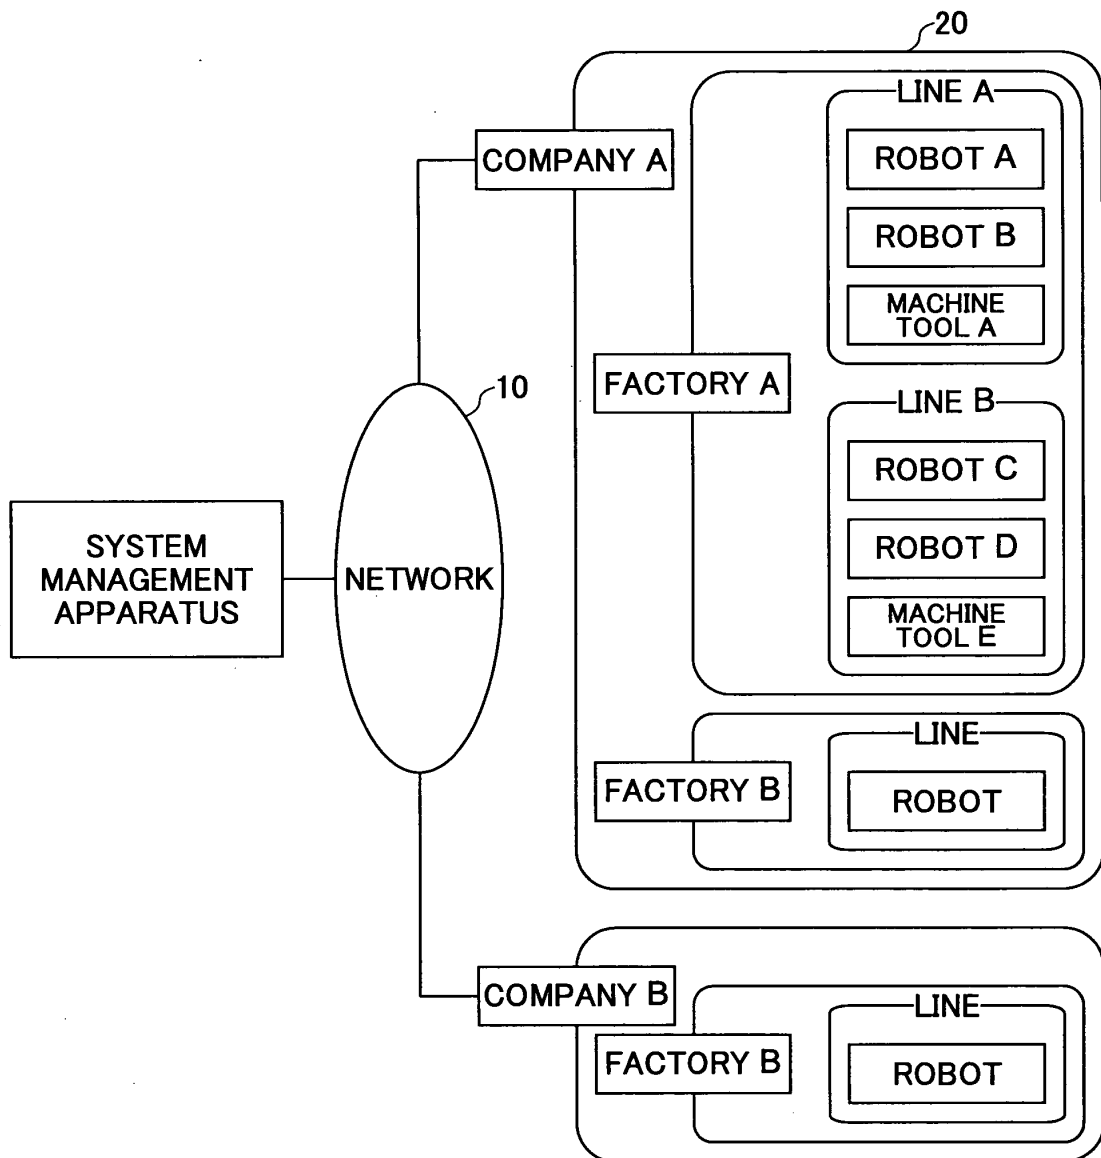 20
LINE A
COMPANY A
ROBOT A
ROBOT B
MACHINE
TOOL A
FACTORY A
10
LINE B
ROBOT C
SYSTEM
MANAGEMENT
APPARATUS
NETWORK
ROBOT D
MACHINE
TOOL E
LINE
FACTORY B
ROBOT
COMPANY B
LINE
FACTORY B
ROBOT